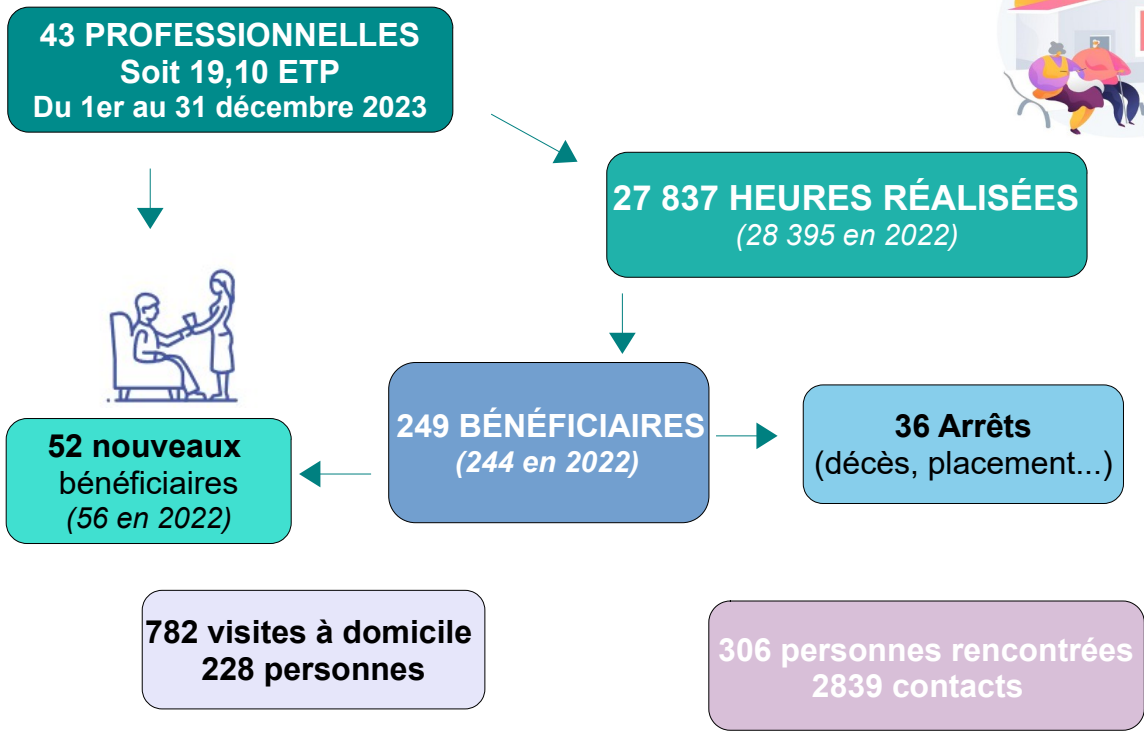 43 PROFESSIONNELLES
Soit 19,10 ETP
Du 1er au 31 décembre 2023
27 837 HEURES RÉALISÉES
(28 395 en 2022)
249 BÉNÉFICIAIRES
(244 en 2022)
36 Arrêts
(décès, placement...)
52 nouveaux
bénéficiaires
(56 en 2022)
782 visites à domicile
228 personnes
306 personnes rencontrées
2839 contacts